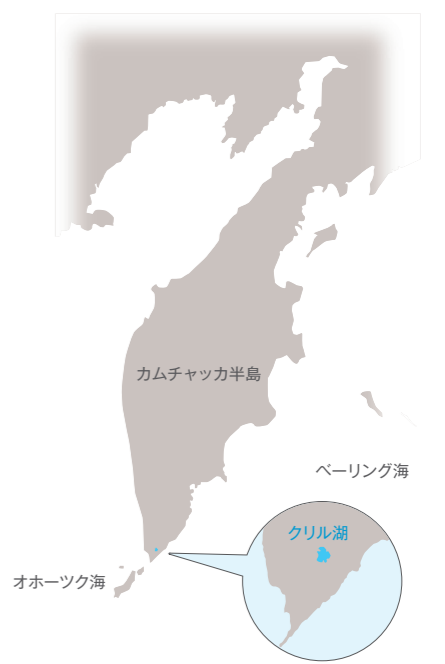 カムチャッカ半島
ベーリング海
クリル湖
オホーツク海